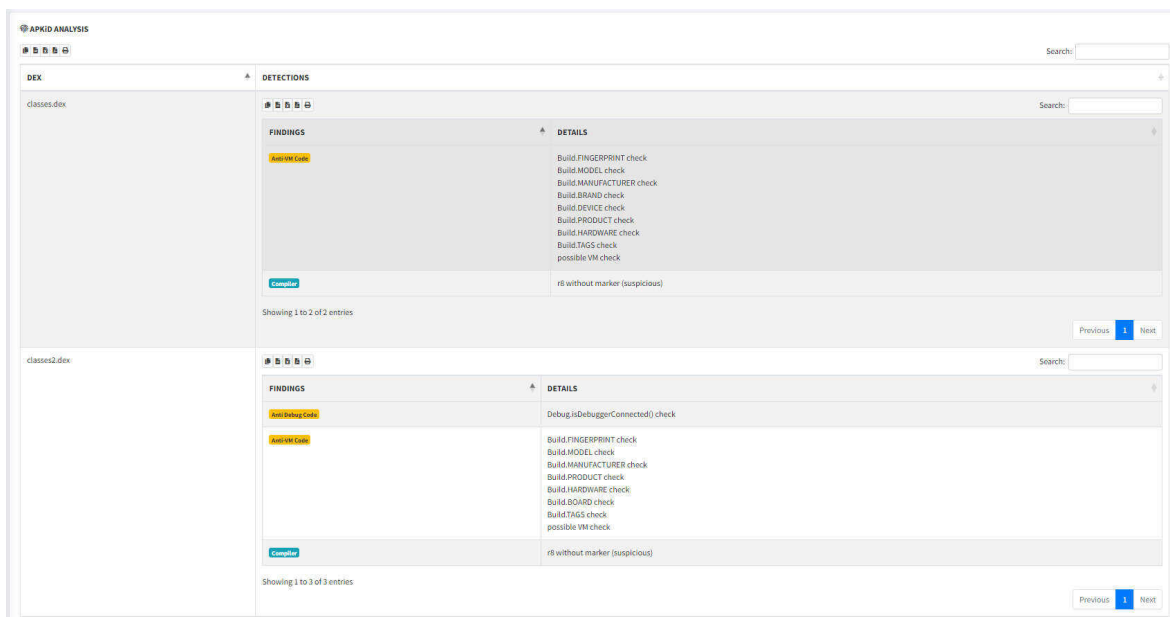 APKiD ANALYSIS
Search:
DEX
DETECTIONS
classes.dex
Search:
FINDINGS
DETAILS
Anti-VM Code
Build.FINGERPRINT check
Build.MODEL check
Build.MANUFACTURER check
Build.BRAND check
Build.DEVICE check
Build.PRODUCT check
Build.HARDWARE check
Build.TAGS check
possible VM check
Compiler
r8 without marker (suspicious)
Showing 1 to 2 of 2 entries
Previous 1 Next
classes2.dex
Search:
FINDINGS
DETAILS
Anti Debug Code
Debug.isDebuggerConnected() check
Anti-VM Code
Build.FINGERPRINT check
Build.MODEL check
Build.MANUFACTURER check
Build.PRODUCT check
Build.HARDWARE check
Build.BOARD check
Build.TAGS check
possible VM check
Compiler
r8 without marker (suspicious)
Showing 1 to 3 of 3 entries
Previous 1 Next